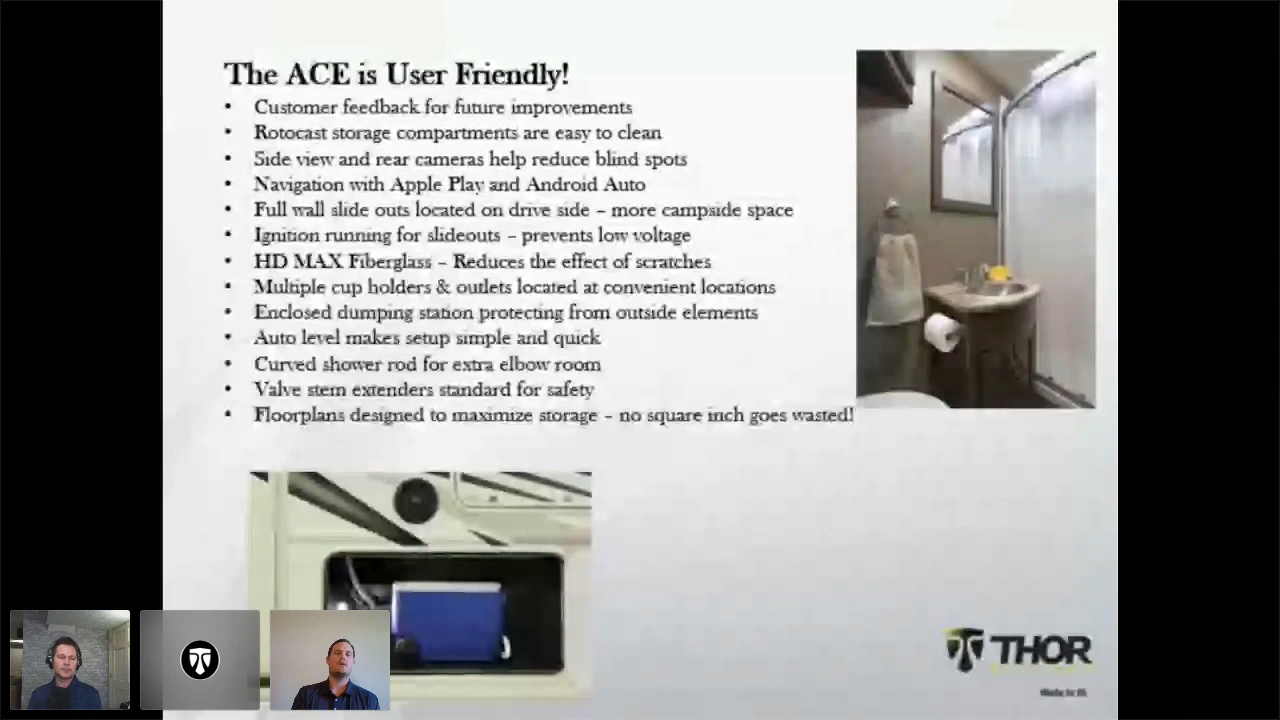 The ACE is User Friendly!
• Customer feedback for future improvements
• Rotocast storage compartments are easy to clean
• Side view and rear cameras help reduce blind spots
• Navigation with Apple Play and Android Auto
• Full wall slide outs located on drive side – more campside space
• Ignition running for slideouts – prevents low voltage
• HD MAX Fiberglass – Reduces the effect of scratches
• Multiple cup holders & outlets located at convenient locations
• Enclosed dumping station protecting from outside elements
• Auto level makes setup simple and quick
• Curved shower rod for extra elbow room
• Valve stem extenders standard for safety
• Floorplans designed to maximize storage – no square inch goes wasted!
THOR